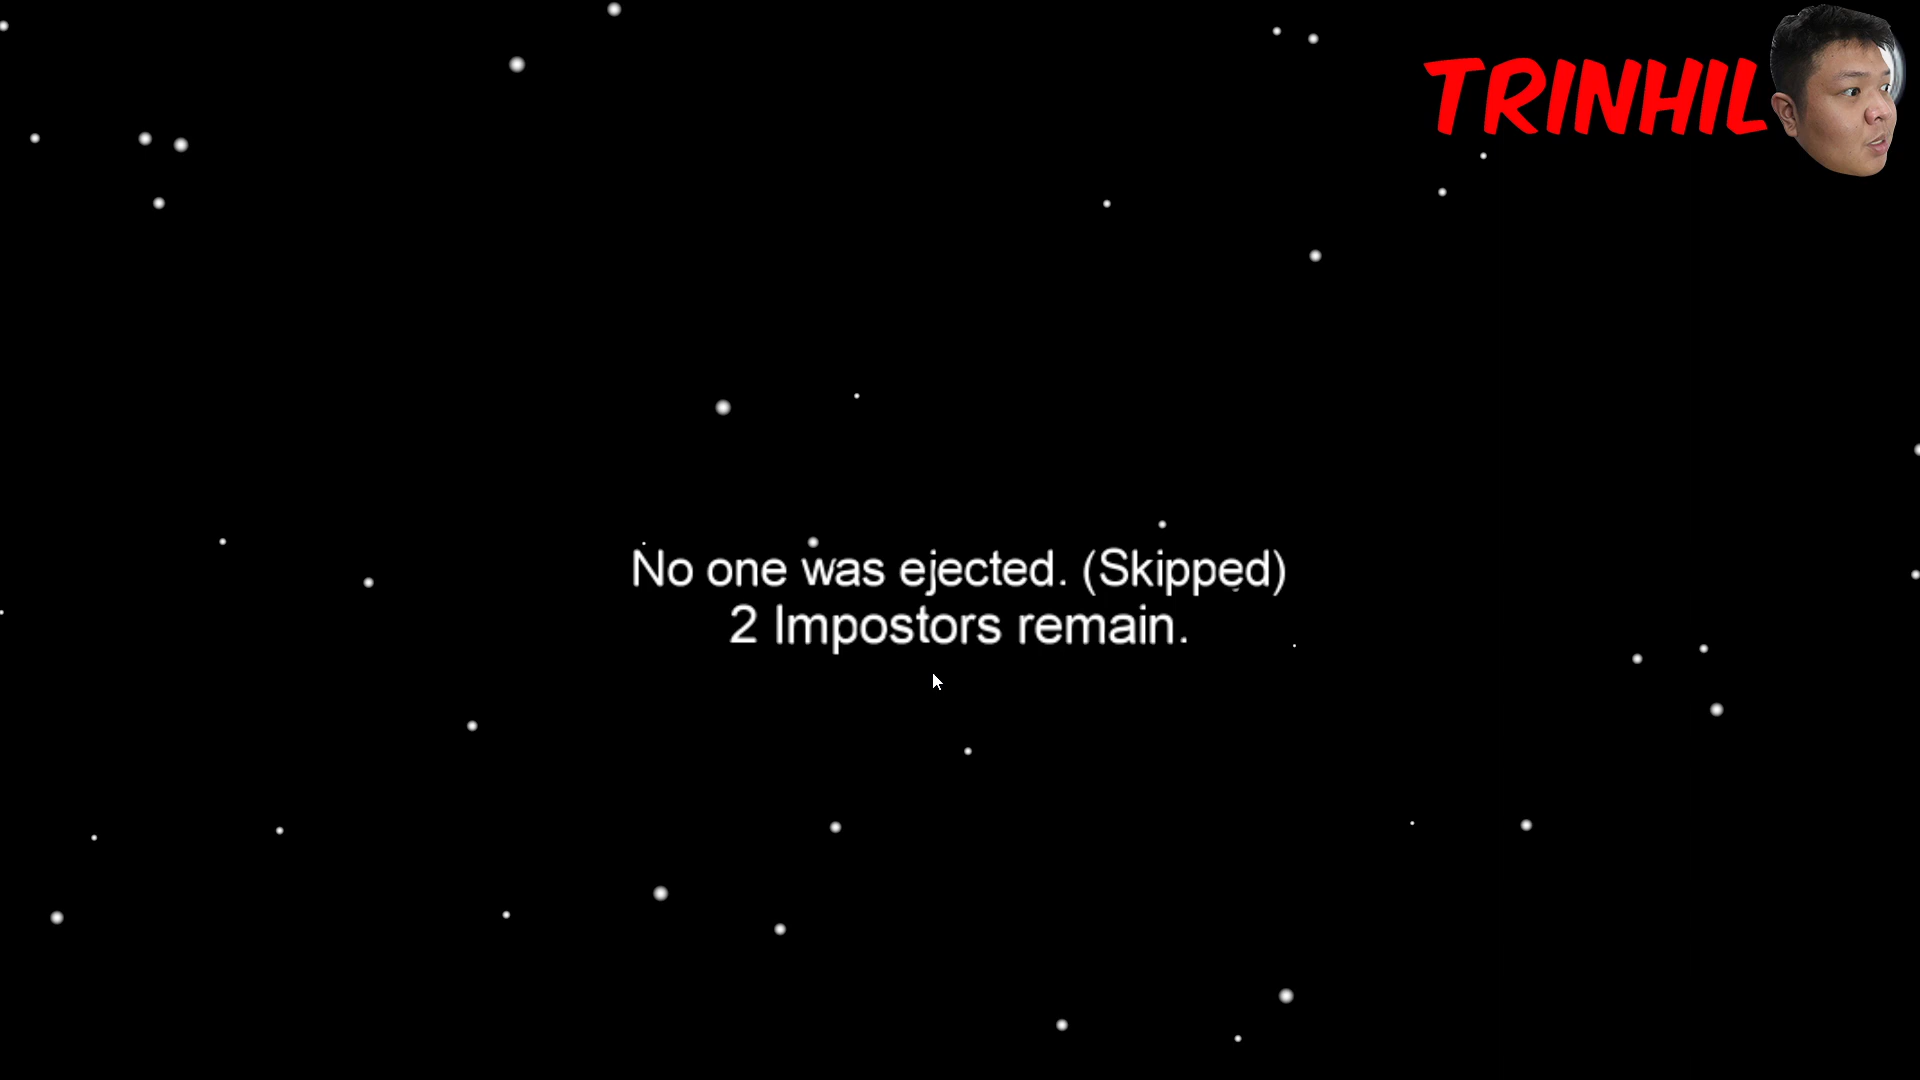 TRINHIL
No one was ejected. (Skipped)
2 Impostors remain.